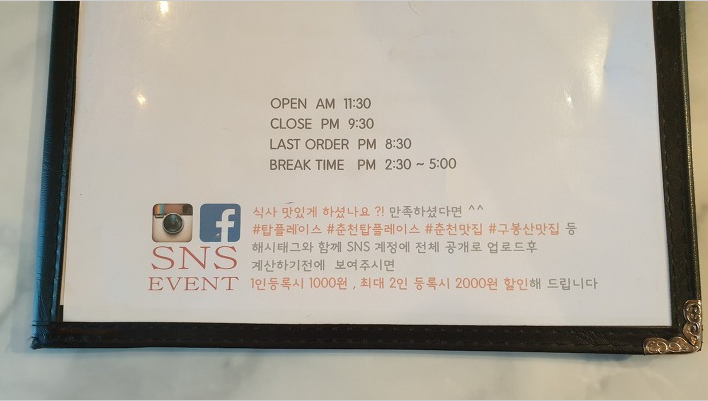 OPEN AM 11:30
CLOSE PM 9:30
LAST ORDER PM 8:30
BREAK TIME PM 2:30 ~ 5:00
SNS
EVENT
식사 맛있게 하셨나요 ?! 만족하셨다면 ^^
#탑플레이스 #춘천탑플레이스 #춘천맛집 #구봉산맛집 등
해시태그와 함께 SNS 계정에 전체 공개로 업로드후
계산하기전에 보여주시면
1인등록시 1000원 , 최대 2인 등록시 2000원 할인해 드립니다